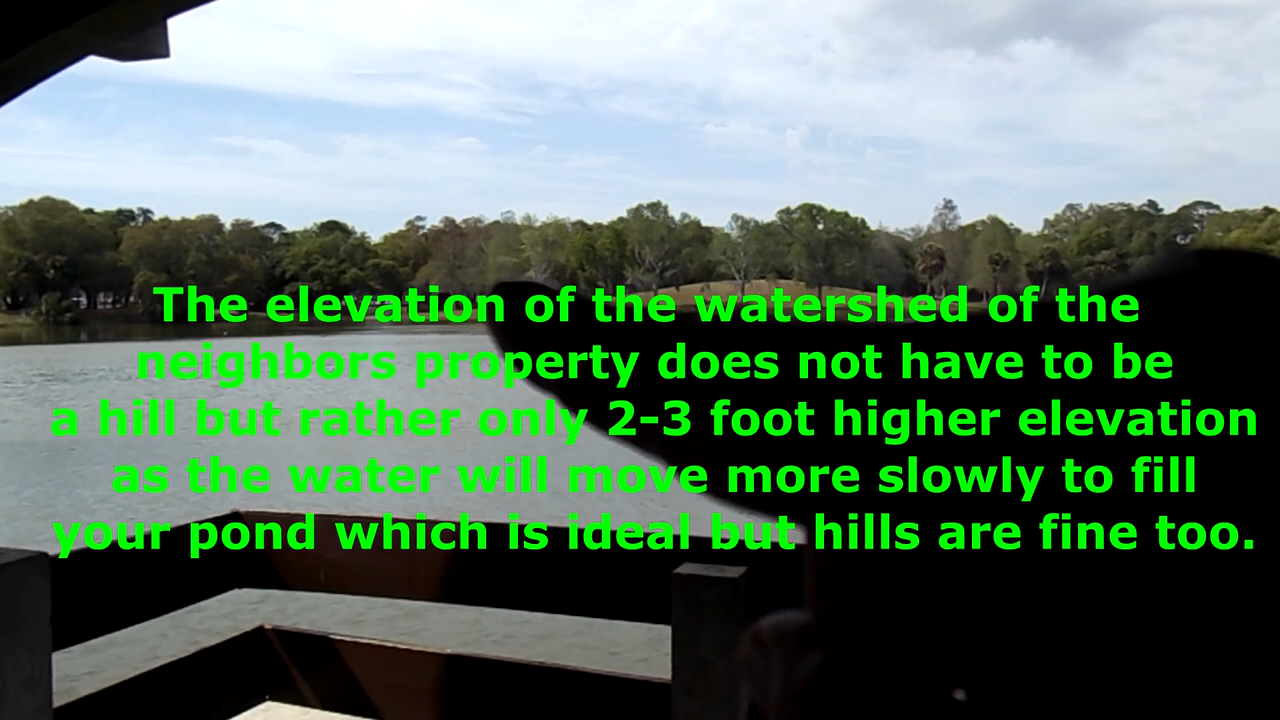 The elevation of the watershed of the
neighbors property does not have to be
a hill but rather only 2-3 foot higher elevation
as the water will move more slowly to fill
your pond which is ideal but hills are fine too.